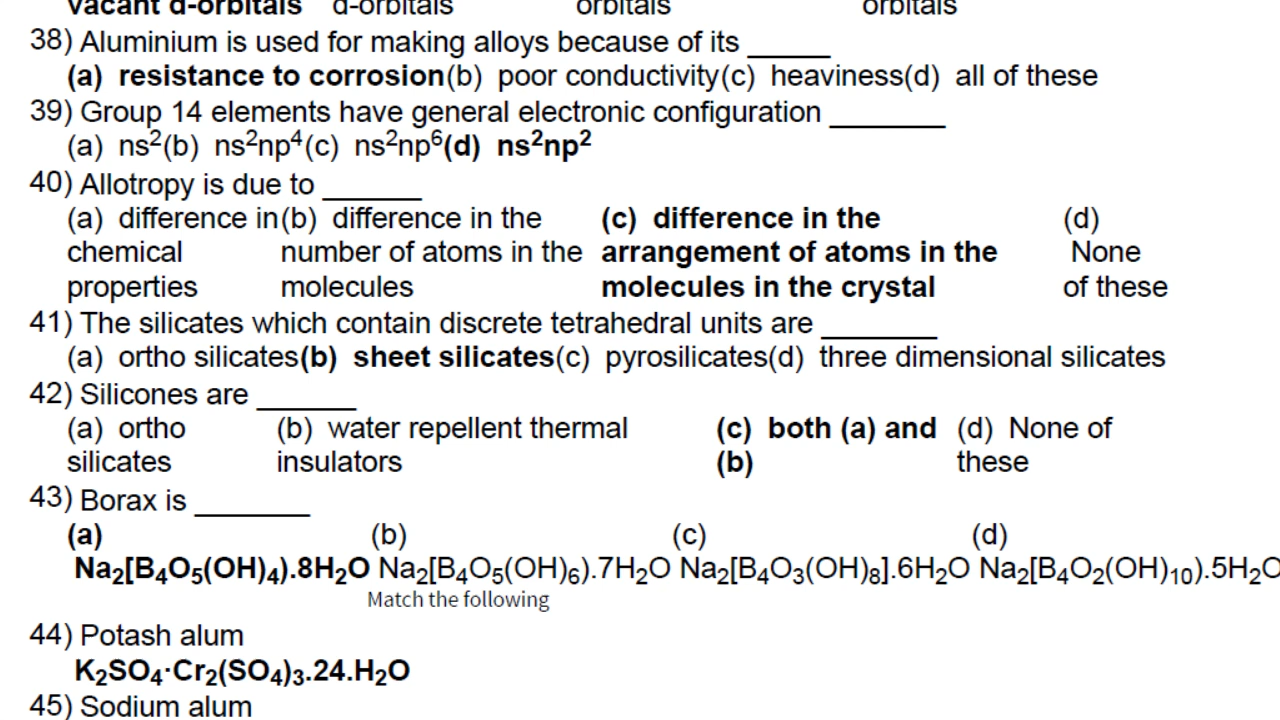 vacant d-orbitals d-orbitals orbitals orbitals
38) Aluminium is used for making alloys because of its _____
(a) resistance to corrosion(b) poor conductivity(c) heaviness(d) all of these
39) Group 14 elements have general electronic configuration _______
(a) ns²(b) ns²np⁴(c) ns²np⁶(d) ns²np²
40) Allotropy is due to ______
(a) difference in(b) difference in the (c) difference in the (d)
chemical number of atoms in the arrangement of atoms in the None
properties molecules molecules in the crystal of these
41) The silicates which contain discrete tetrahedral units are _______
(a) ortho silicates(b) sheet silicates(c) pyrosilicates(d) three dimensional silicates
42) Silicones are ______
(a) ortho (b) water repellent thermal (c) both (a) and (d) None of
silicates insulators (b) these
43) Borax is _______
(a) (b) (c) (d)
Na₂[B₄O₅(OH)₄).8H₂O Na₂[B₄O₅(OH)₆).7H₂O Na₂[B₄O₃(OH)₈].6H₂O Na₂[B₄O₂(OH)₁₀).5H₂O
Match the following
44) Potash alum
K₂SO₄·Cr₂(SO₄)₃.24.H₂O
45) Sodium alum